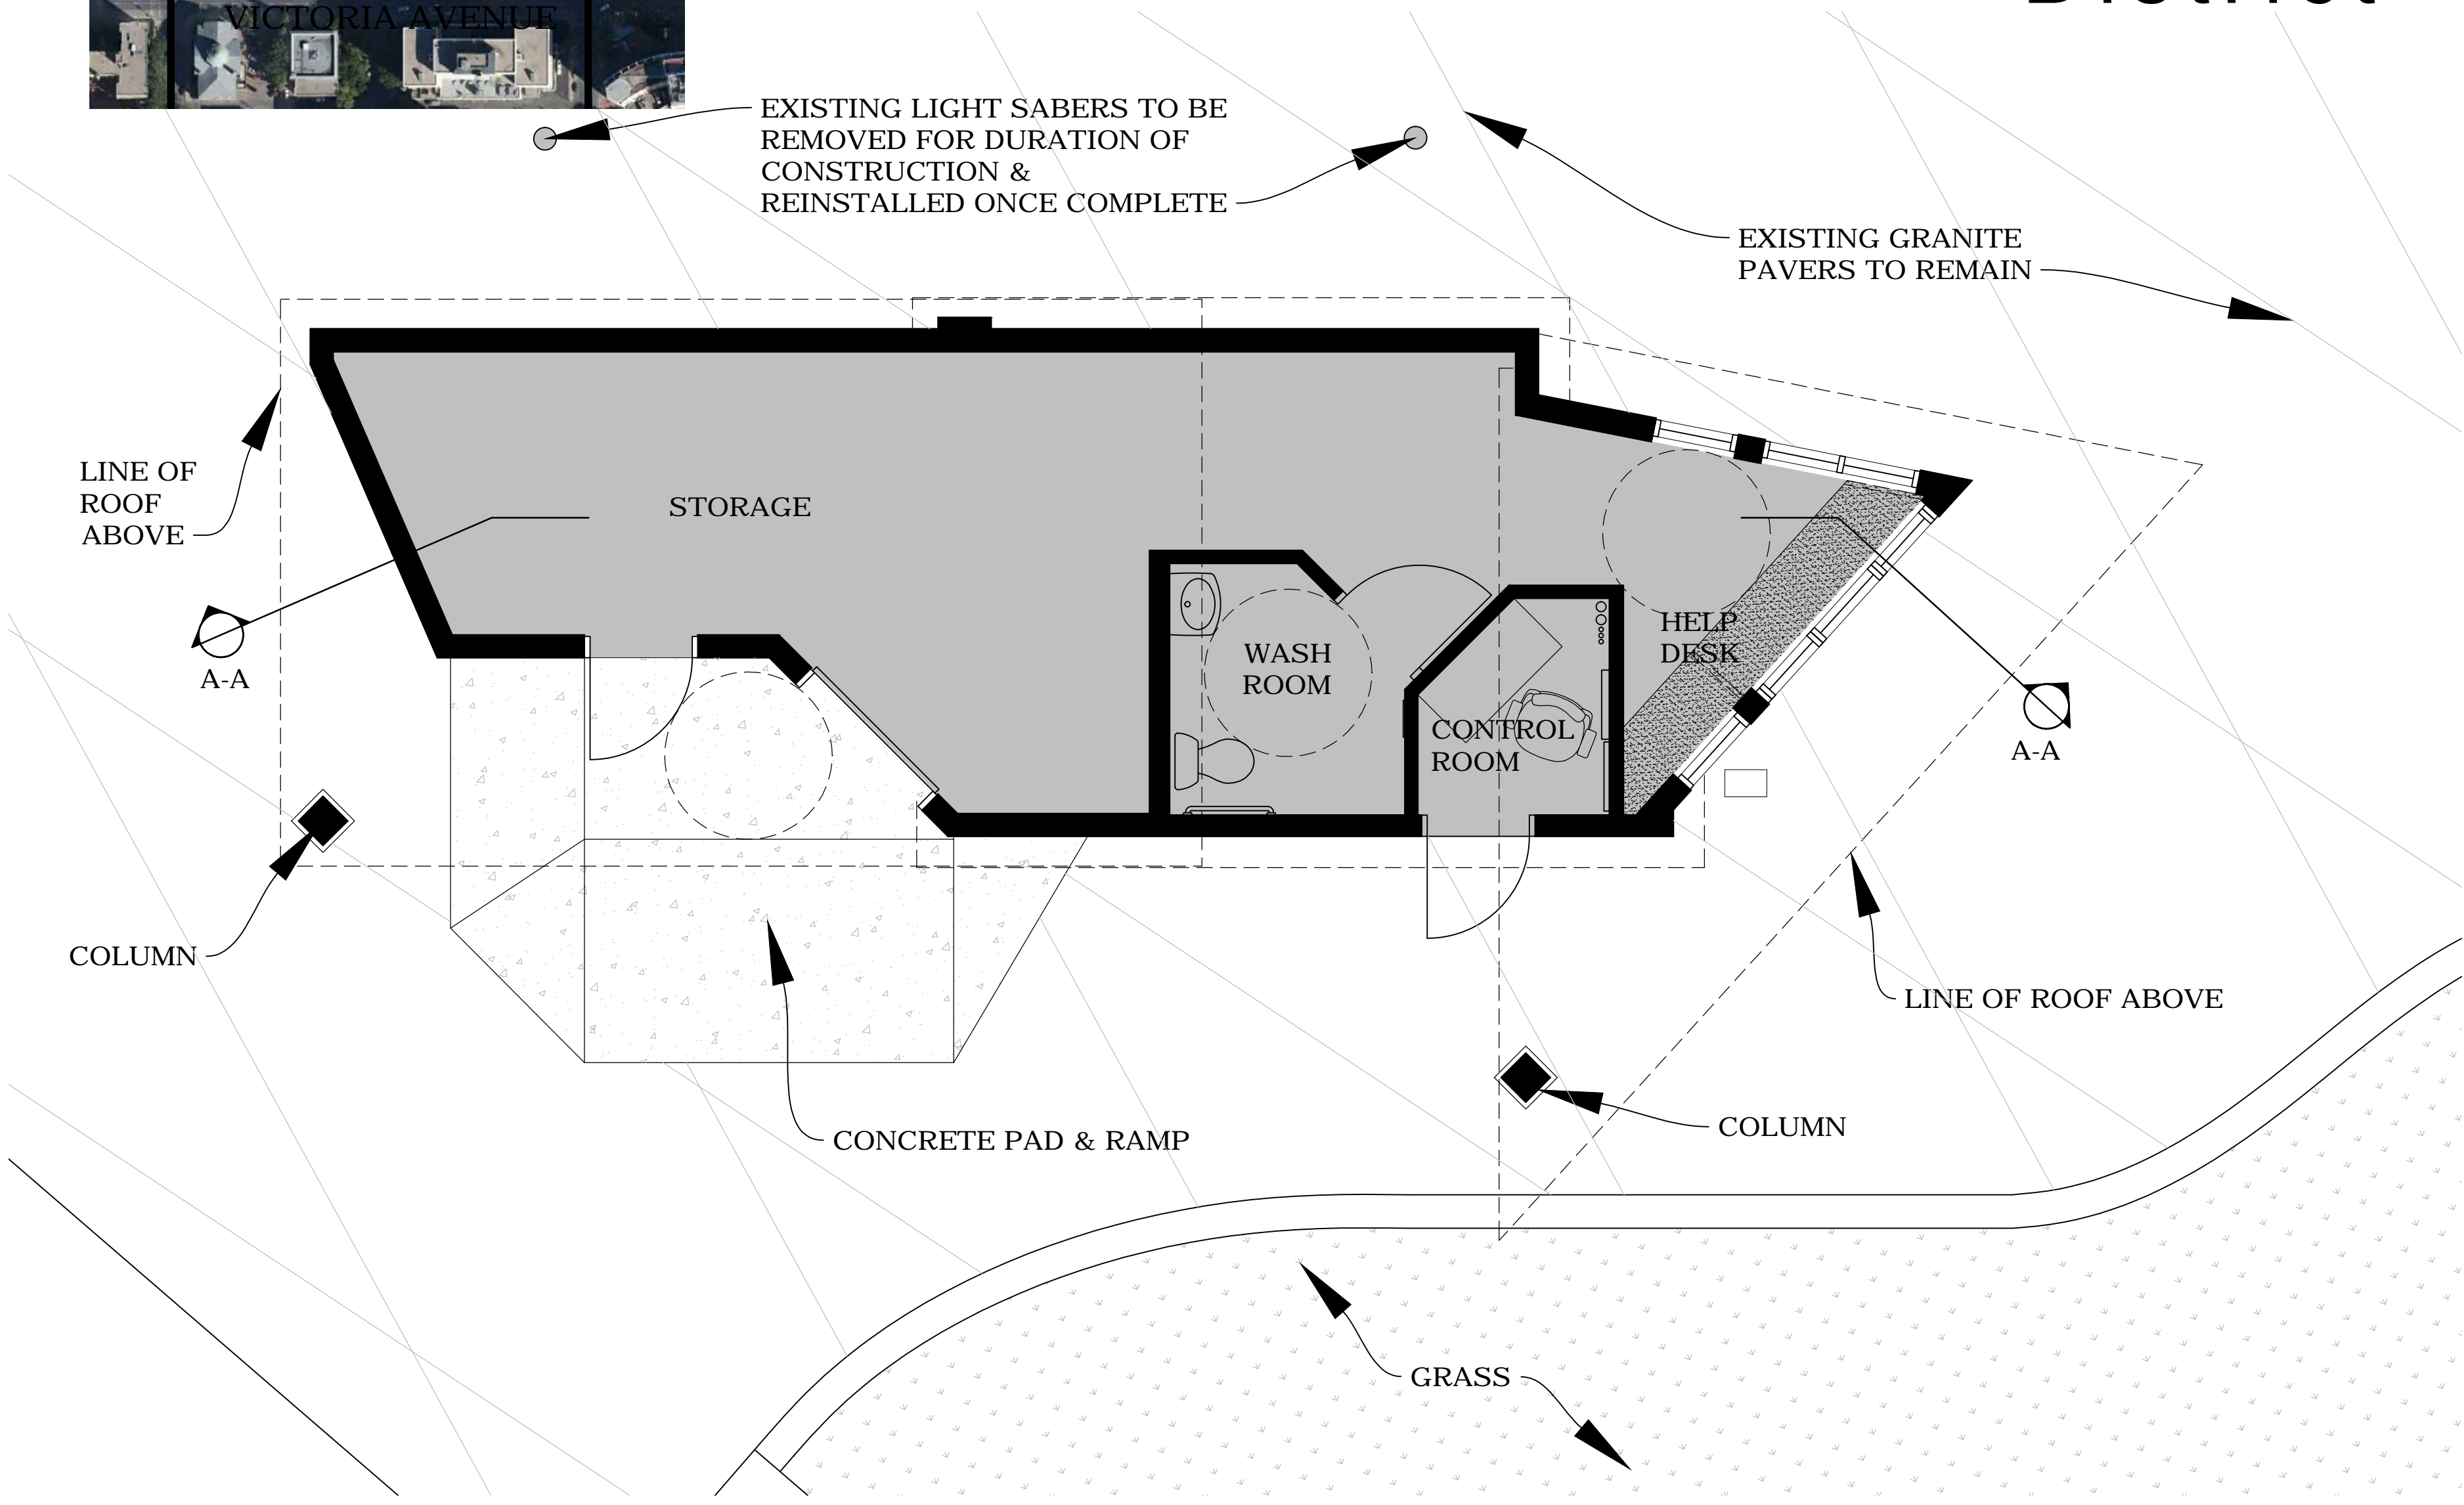 VICTORIA AVENUE
EXISTING LIGHT SABERS TO BE
REMOVED FOR DURATION OF
CONSTRUCTION &
REINSTALLED ONCE COMPLETE
EXISTING GRANITE
PAVERS TO REMAIN
LINE OF
ROOF
ABOVE
STORAGE
HELP
DESK
WASH
ROOM
A-A
CONTROL
ROOM
A-A
COLUMN
LINE OF ROOF ABOVE
COLUMN
CONCRETE PAD & RAMP
GRASS